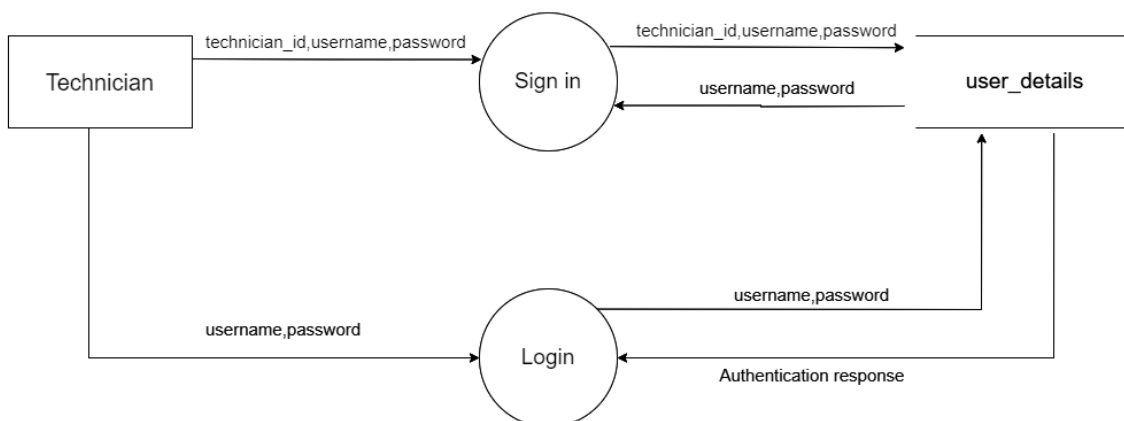 technician_id,username,password
technician_id,username,password
Technician
Sign in
user_details
username,password
username,password
username,password
Login
Authentication response